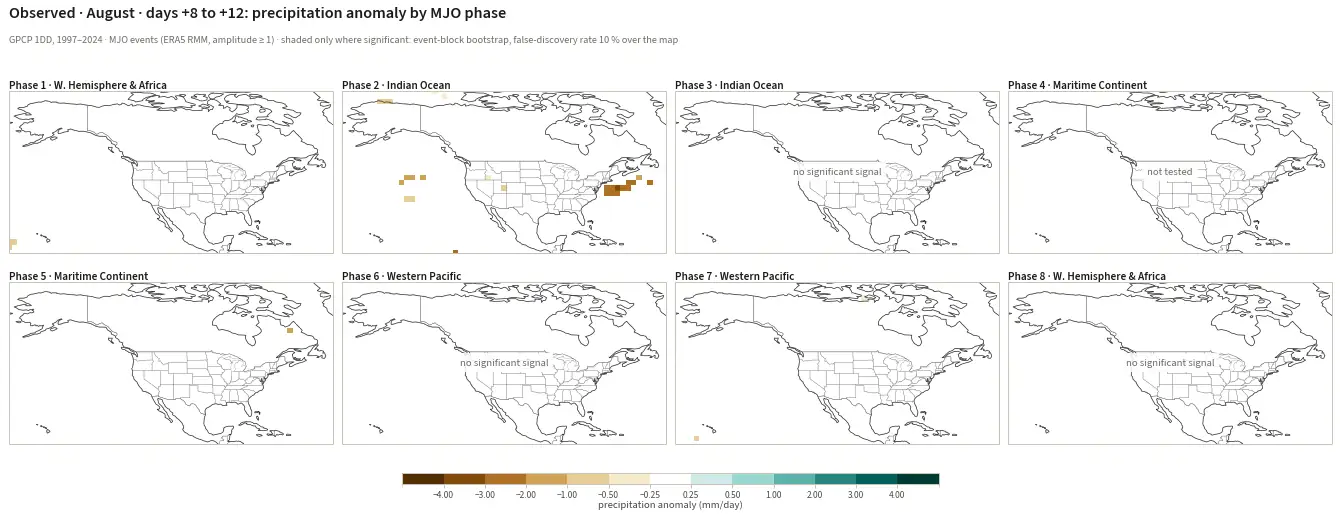 Observed · August · days +8 to +12: precipitation anomaly by MJO phase
GPCP 1DD, 1997–2024 · MJO events (ERA5 RMM, amplitude ≥ 1) · shaded only where significant: event-block bootstrap, false-discovery rate 10 % over the map
Phase 1 · W. Hemisphere & Africa
Phase 2 · Indian Ocean
Phase 3 · Indian Ocean
no significant signal
Phase 4 · Maritime Continent
not tested
Phase 5 · Maritime Continent
Phase 6 · Western Pacific
no significant signal
Phase 7 · Western Pacific
Phase 8 · W. Hemisphere & Africa
no significant signal
−4.00 −3.00 −2.00 −1.00 −0.50 −0.25 0.25 0.50 1.00 2.00 3.00 4.00
precipitation anomaly (mm/day)